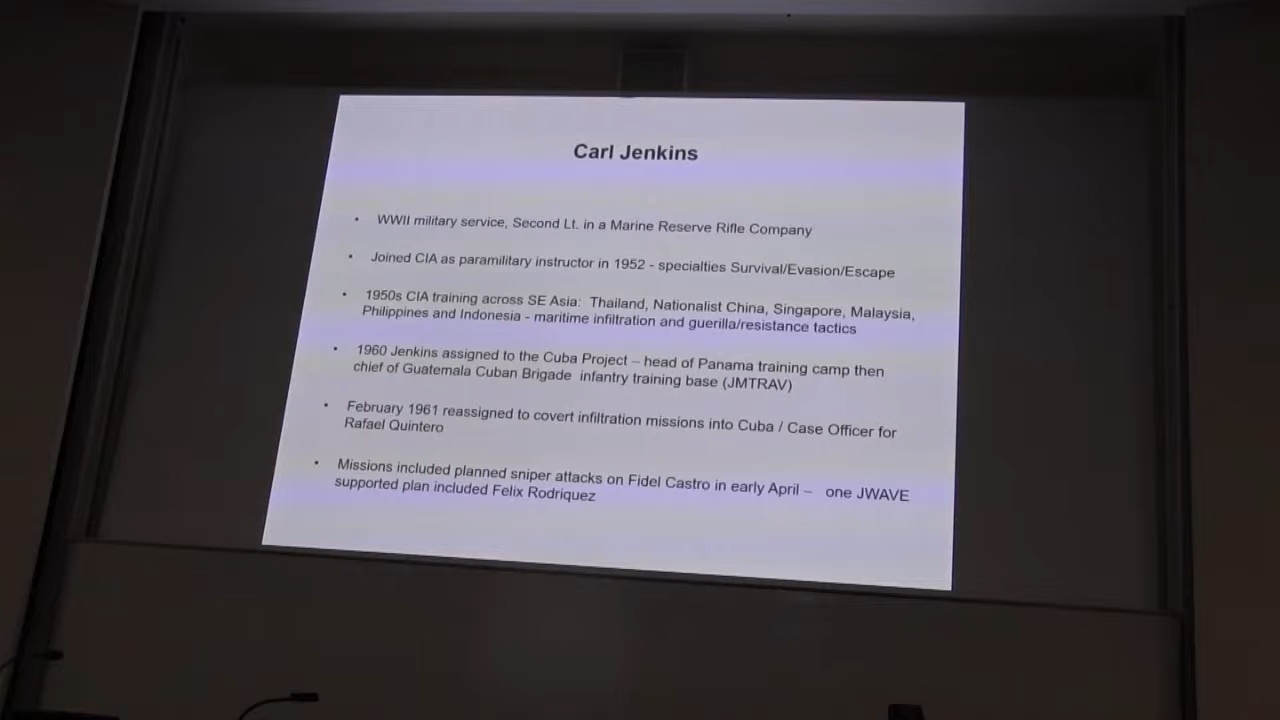 Carl Jenkins
• WWII military service, Second Lt. in a Marine Reserve Rifle Company
• Joined CIA as paramilitary instructor in 1952 - specialties Survival/Evasion/Escape
• 1950s CIA training across SE Asia: Thailand, Nationalist China, Singapore, Malaysia,
Philippines and Indonesia - maritime infiltration and guerilla/resistance tactics
• 1960 Jenkins assigned to the Cuba Project – head of Panama training camp then
chief of Guatemala Cuban Brigade infantry training base (JMTRAV)
• February 1961 reassigned to covert infiltration missions into Cuba / Case Officer for
Rafael Quintero
• Missions included planned sniper attacks on Fidel Castro in early April – one JWAVE
supported plan included Felix Rodriquez